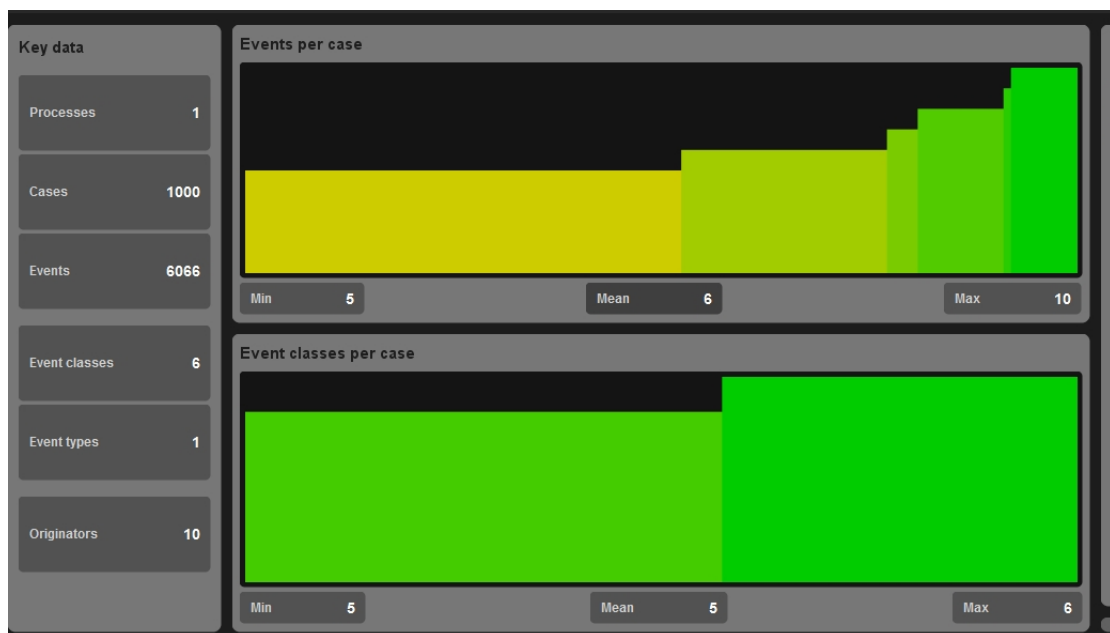 Key data
Processes 1
Cases 1000
Events 6066
Event classes 6
Event types 1
Originators 10
Events per case
Min 5 Mean 6 Max 10
Event classes per case
Min 5 Mean 5 Max 6